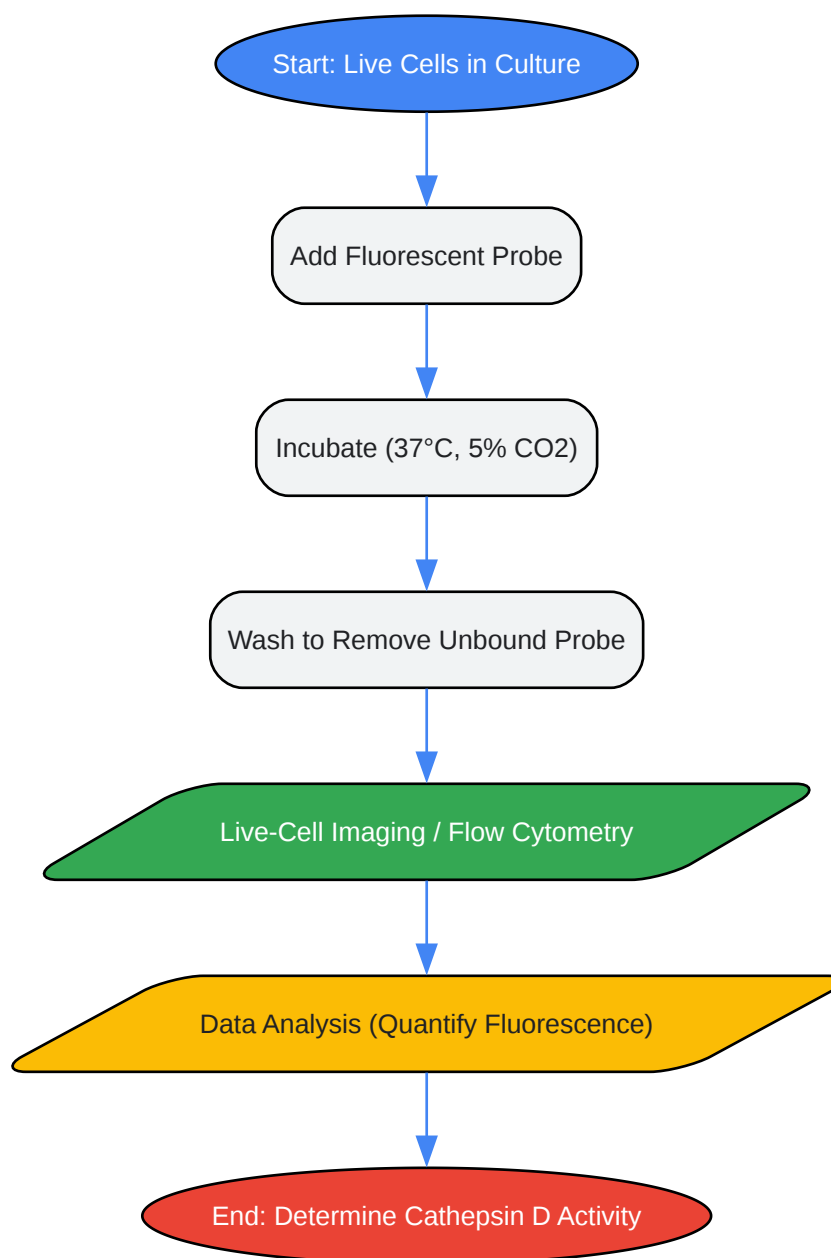 Start: Live Cells in Culture
Add Fluorescent Probe
Incubate (37°C, 5% CO2)
Wash to Remove Unbound Probe
Live-Cell Imaging / Flow Cytometry
Data Analysis (Quantify Fluorescence)
End: Determine Cathepsin D Activity